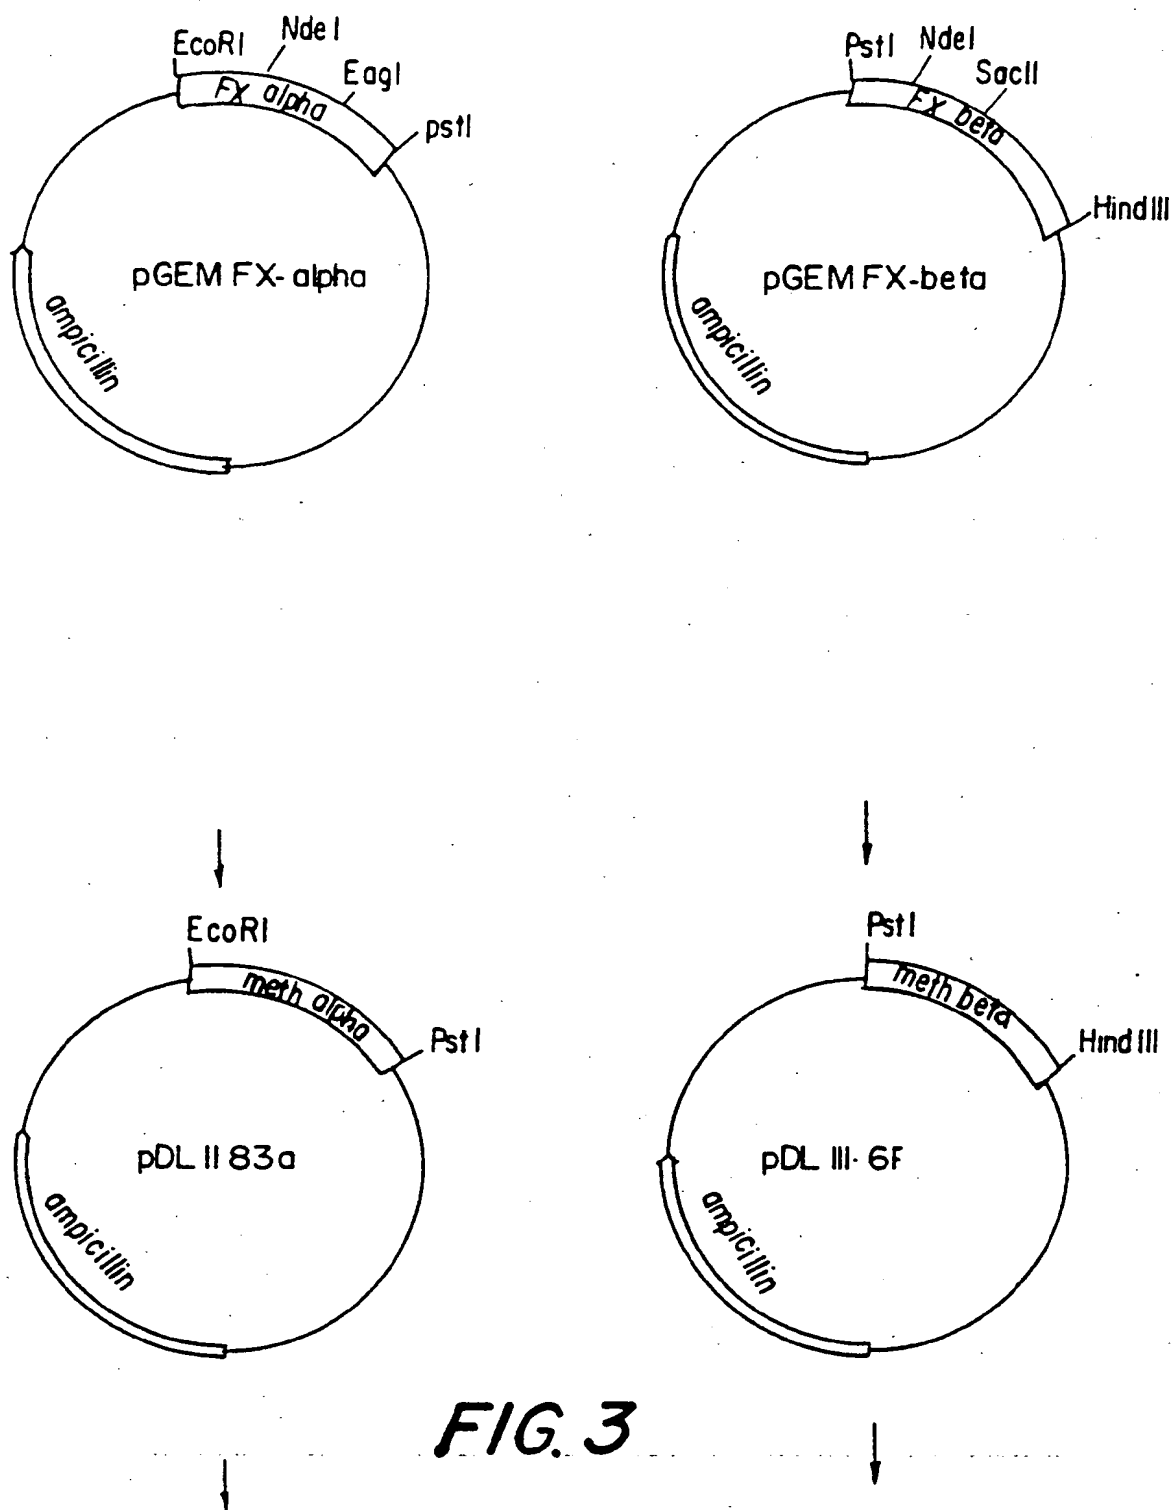 EcoRI
NdeI
EagI
pstI
FX alpha
pGEM FX-alpha
ampicillin
PstI
NdeI
SacII
FX beta
HindIII
pGEM FX-beta
ampicillin
EcoRI
meth alpha
PstI
pDL II 83a
ampicillin
PstI
meth beta
HindIII
pDL III-6F
ampicillin
FIG. 3